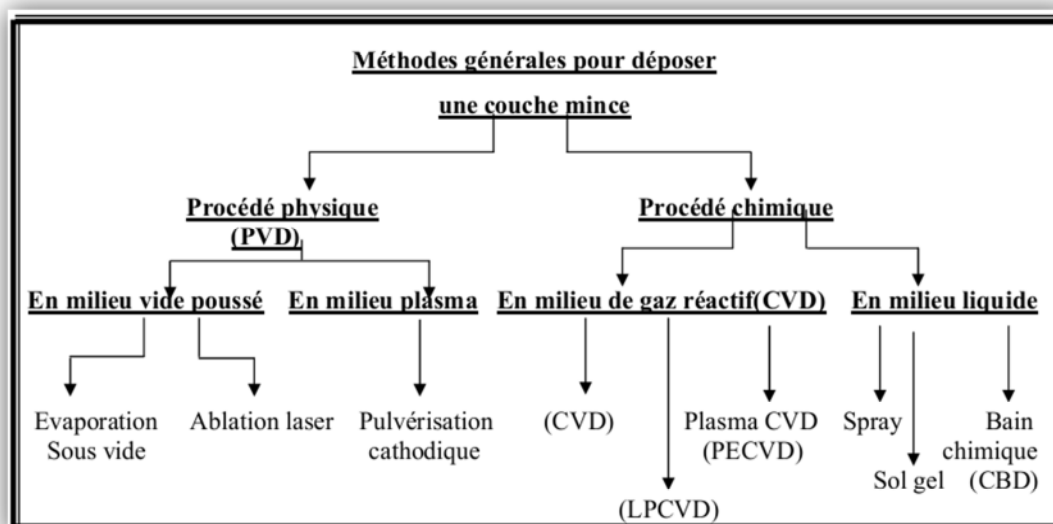 Méthodes générales pour déposer
une couche mince
Procédé physique
(PVD)
Procédé chimique
En milieu vide poussé
En milieu plasma
En milieu de gaz réactif(CVD)
En milieu liquide
Evaporation
Sous vide
Ablation laser
Pulvérisation
cathodique
(CVD)
(LPCVD)
Plasma CVD
(PECVD)
Spray
Sol gel
Bain
chimique
(CBD)